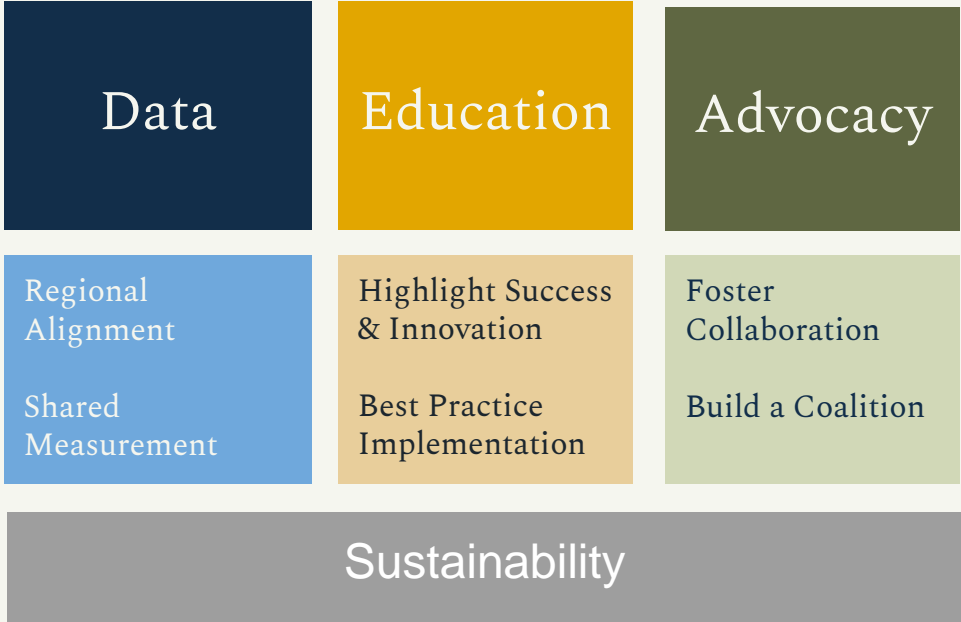 Data
Education
Advocacy
Regional
Alignment
Shared
Measurement
Highlight Success
& Innovation
Best Practice
Implementation
Foster
Collaboration
Build a Coalition
Sustainability